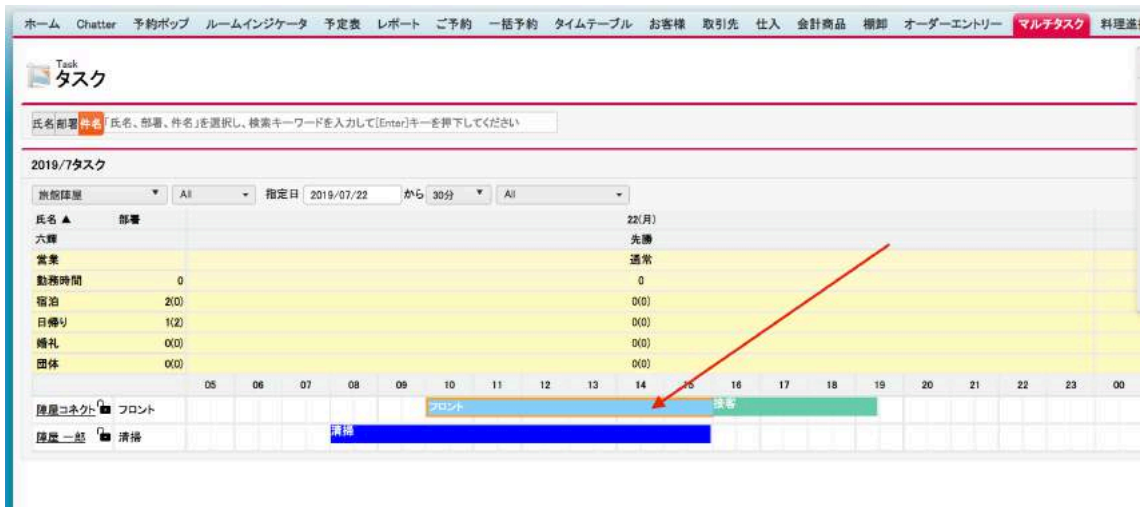 ホーム Chatter 予約ポップ ルームインジケータ 予定表 レポート ご予約 一括予約 タイムテーブル お客様 取引先 仕入 会計商品 棚卸 オーダーエントリー マルチタスク 料理進
Task
タスク
氏名 部署 件名 「氏名、部署、件名」を選択し、検索キーワードを入力して[Enter]キーを押下してください
2019/7タスク
旅館陣屋 ▼ All 指定日 2019/07/22 から 30分 ▼ All
氏名 ▲ 部署 22(月)
六輝 先勝
営業 通常
勤務時間 0 0
宿泊 2(0) 0(0)
日帰り 1(2) 0(0)
婚礼 0(0) 0(0)
団体 0(0) 0(0)
05 06 07 08 09 10 11 12 13 14 15 16 17 18 19 20 21 22 23 00
陣屋コネクト フロント フロント 接客
陣屋 一郎 清掃 清掃